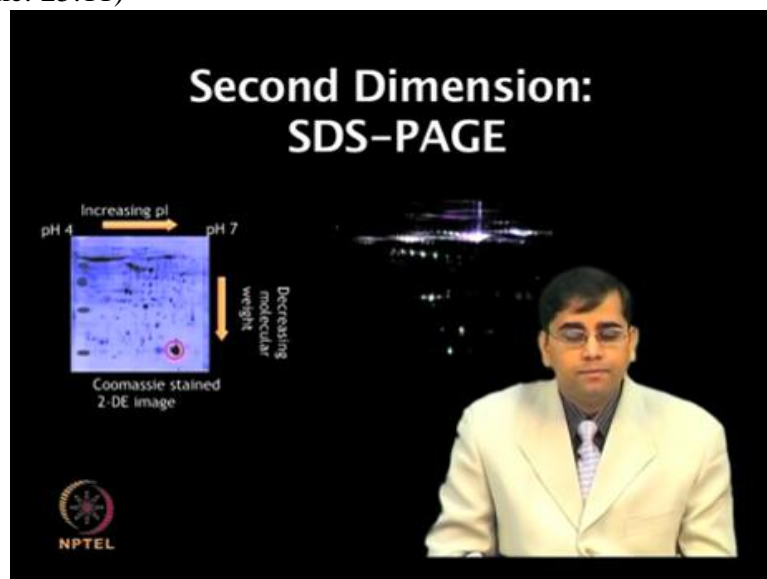 Second Dimension:
SDS-PAGE
Increasing pI
pH 4
pH 7
Decreasing
molecular
weight
Coomassie stained
2-DE image
NPTEL